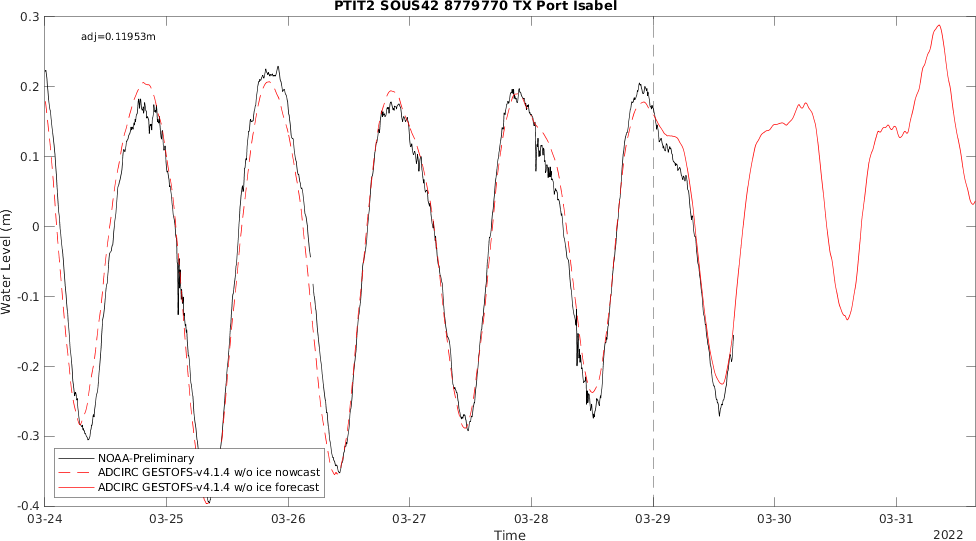 PTIT2 SOUS42 8779770 TX Port Isabel
adj=0.11953m
0.3
0.2
0.1
0
-0.1
-0.2
-0.3
-0.4
Water Level (m)
NOAA-Preliminary
ADCIRC GESTOFS-v4.1.4 w/o ice nowcast
ADCIRC GESTOFS-v4.1.4 w/o ice forecast
03-24 03-25 03-26 03-27 03-28 03-29 03-30 03-31
Time
2022